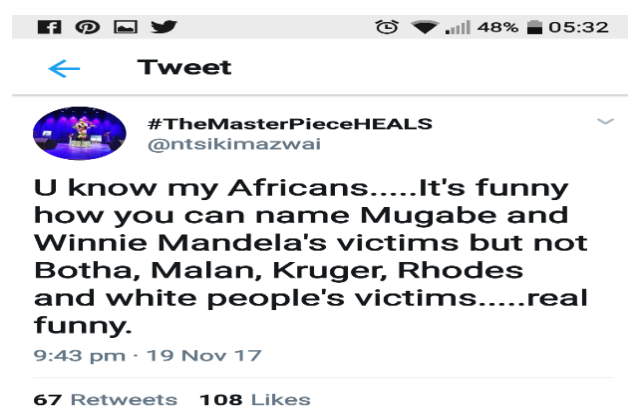 48% 05:32
Tweet
#TheMasterPieceHEALS
@ntsikimazwai
U know my Africans.....It's funny
how you can name Mugabe and
Winnie Mandela's victims but not
Botha, Malan, Kruger, Rhodes
and white people's victims.....real
funny.
9:43 pm · 19 Nov 17
67 Retweets 108 Likes